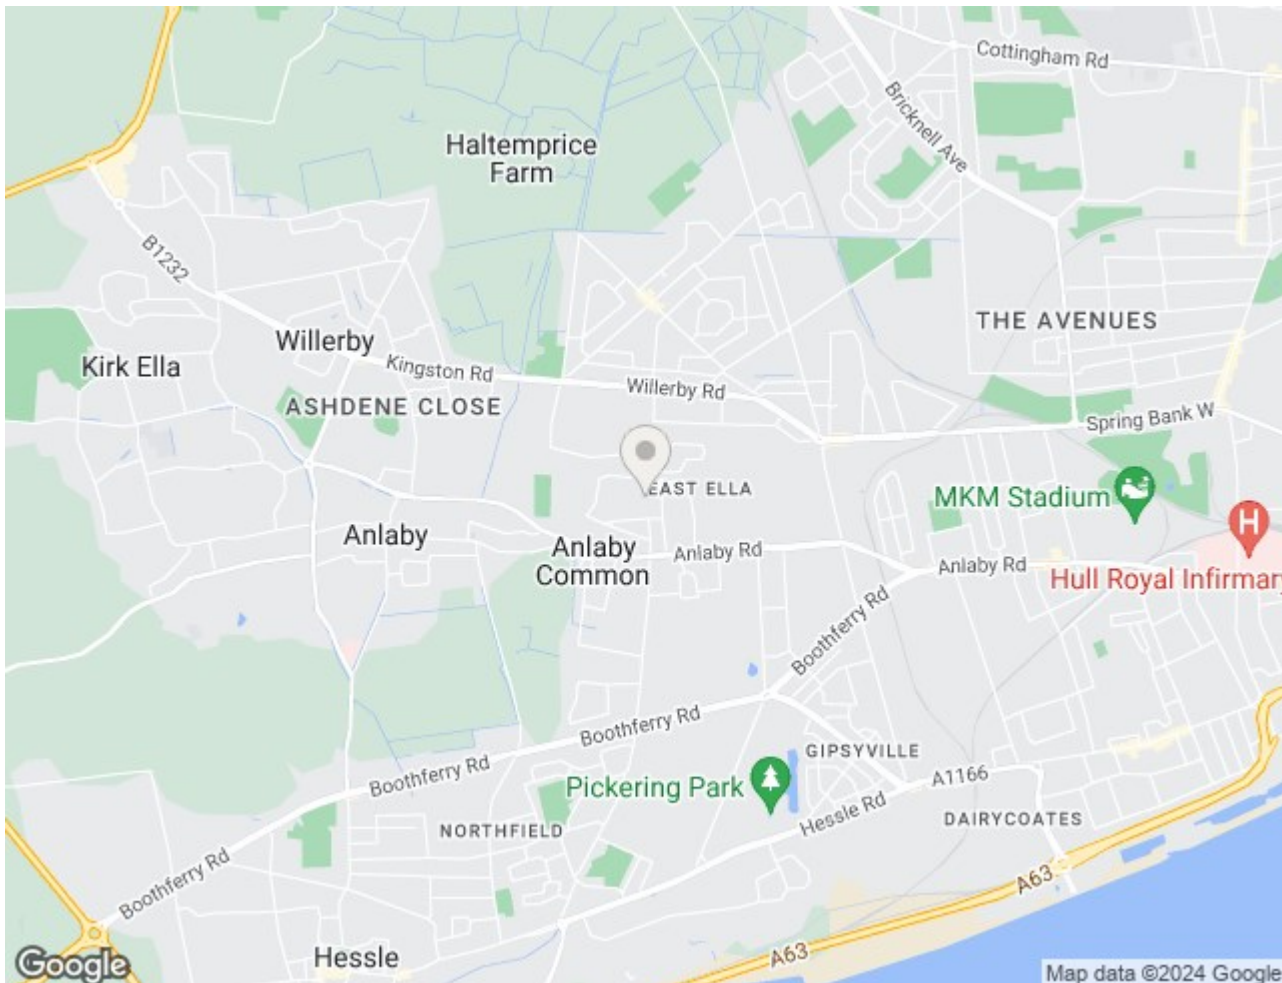 Cottingham Rd
Bricknell Ave
Haltemprice
Farm
B1232
THE AVENUES
Willerby
Kirk Ella
Kingston Rd
Willerby Rd
ASHDENE CLOSE
Spring Bank W
EAST ELLA
MKM Stadium
H
Anlaby
Anlaby
Common
Anlaby Rd
Anlaby Rd
Hull Royal Infirmary
Boothferry Rd
Boothferry Rd
GIPSYVILLE
Boothferry Rd
A1166
Pickering Park
Hessle Rd
DAIRYCOATES
NORTHFIELD
Boothferry Rd
A63
A63
Hessle
Google
Map data ©2024 Google